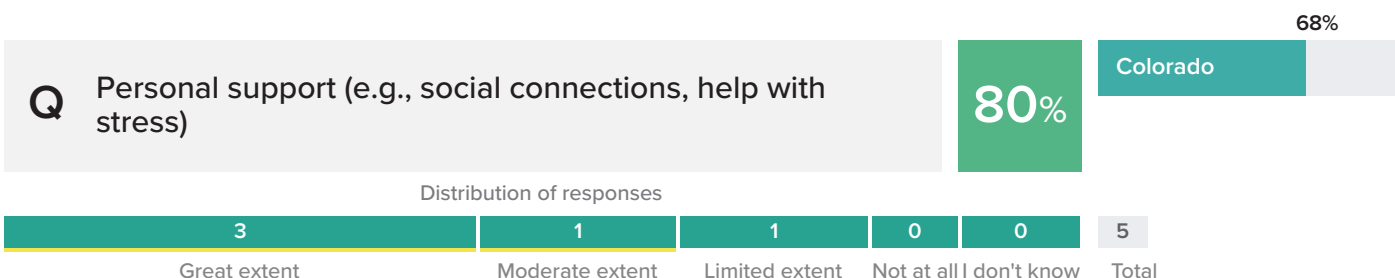 68%
Q Personal support (e.g., social connections, help with
stress)
80%
Colorado
Distribution of responses
3 1 1 0 0 5
Great extent Moderate extent Limited extent Not at all I don't know Total